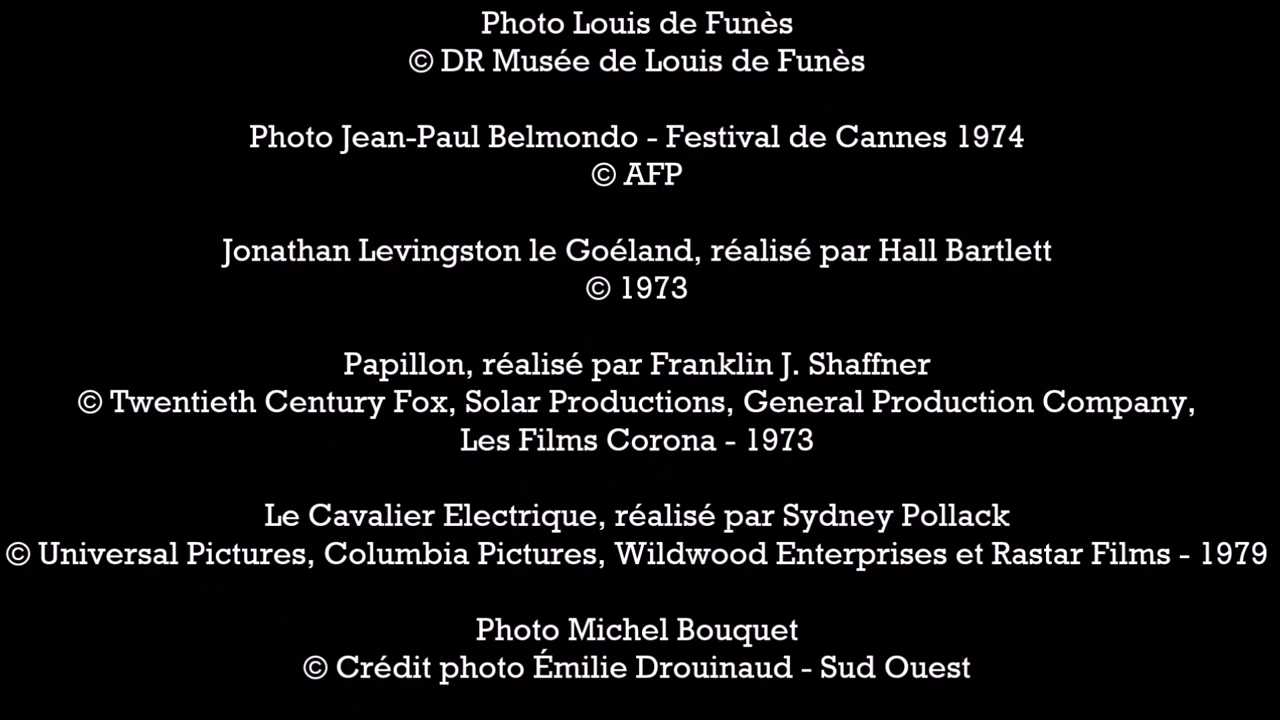 Photo Louis de Funès
© DR Musée de Louis de Funès
Photo Jean-Paul Belmondo - Festival de Cannes 1974
© AFP
Jonathan Levingston le Goéland, réalisé par Hall Bartlett
© 1973
Papillon, réalisé par Franklin J. Shaffner
© Twentieth Century Fox, Solar Productions, General Production Company,
Les Films Corona - 1973
Le Cavalier Electrique, réalisé par Sydney Pollack
© Universal Pictures, Columbia Pictures, Wildwood Enterprises et Rastar Films - 1979
Photo Michel Bouquet
© Crédit photo Émilie Drouinaud - Sud Ouest